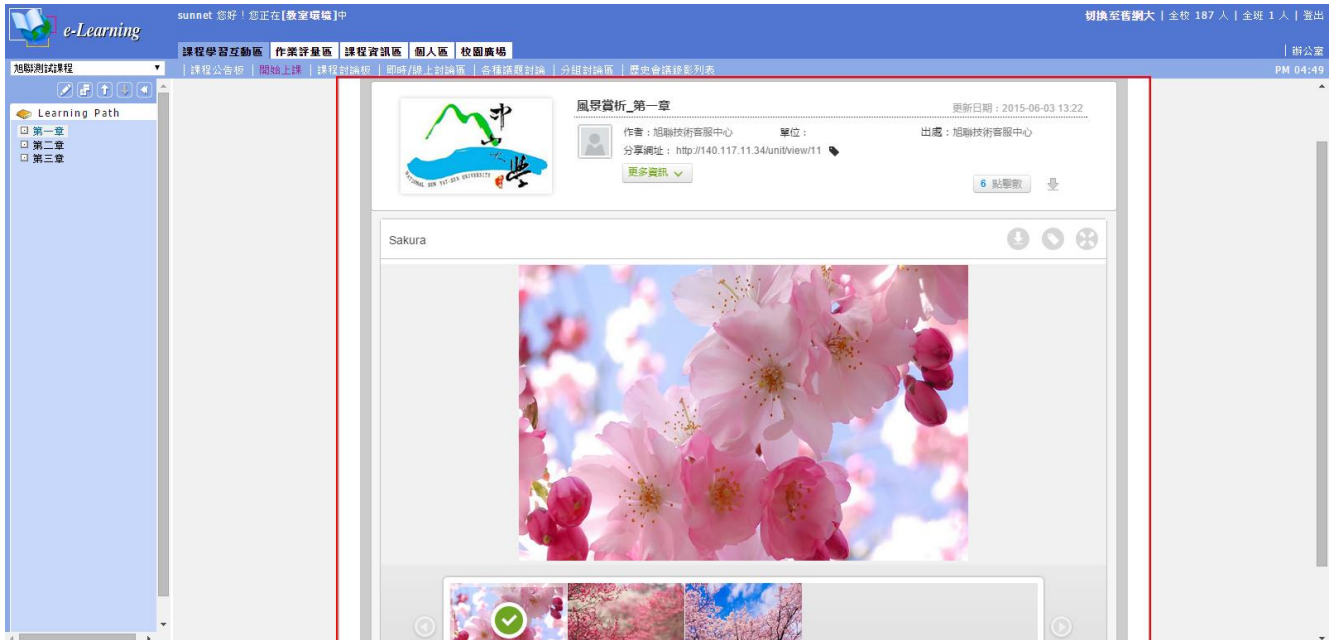 e-Learning
sunnet 您好！您正在[教室環境]中
切換至舊網大 | 全校 187 人 | 全班 1 人 | 登出
課程學習互動區 作業評量區 課程資訊區 個人區 校園廣場
| 辦公室
旭聯測試課程
| 課程公告板 | 開始上課 | 課程討論板 | 即時/線上討論區 | 各種議題討論 | 分組討論區 | 歷史會議錄影列表
PM 04:49
Learning Path
第一章
第二章
第三章
中山大學
NATIONAL SUN YAT-SEN UNIVERSITY
風景賞析_第一章
更新日期：2015-06-03 13:22
作者：旭聯技術客服中心 單位： 出處：旭聯技術客服中心
分享網址： http://140.117.11.34/unit/view/11
更多資訊
6 點擊數
Sakura